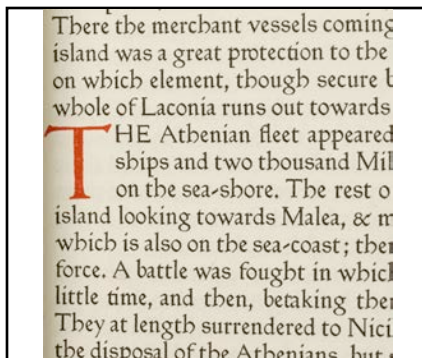 There the merchant vessels coming
island was a great protection to the
on which element, though secure
whole of Laconia runs out towards
THE Athenian fleet appeared
ships and two thousand Mil
on the sea-shore. The rest o
island looking towards Malea, & m
which is also on the sea-coast; ther
force. A battle was fought in which
little time, and then, betaking ther
They at length surrendered to Nici
the disposal of the Athenians, but